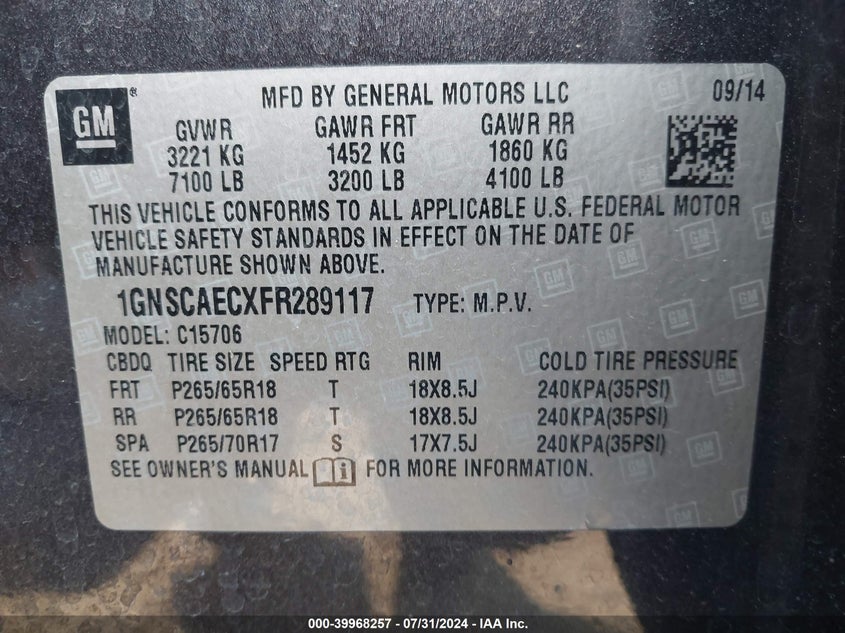 GM ® MFD BY GENERAL MOTORS LLC 09/14
GVWR GAWR FRT GAWR RR
3221 KG 1452 KG 1860 KG
7100 LB 3200 LB 4100 LB
THIS VEHICLE CONFORMS TO ALL APPLICABLE U.S. FEDERAL MOTOR
VEHICLE SAFETY STANDARDS IN EFFECT ON THE DATE OF
MANUFACTURE SHOWN ABOVE.
1GNSCAECXFR289117 TYPE: M.P.V.
MODEL: C15706
CBDQ TIRE SIZE SPEED RTG RIM COLD TIRE PRESSURE
FRT P265/65R18 T 18X8.5J 240KPA(35PSI)
RR P265/65R18 T 18X8.5J 240KPA(35PSI)
SPA P265/70R17 S 17X7.5J 240KPA(35PSI)
SEE OWNER'S MANUAL FOR MORE INFORMATION.
000-39968257 - 07/31/2024 - IAA Inc.